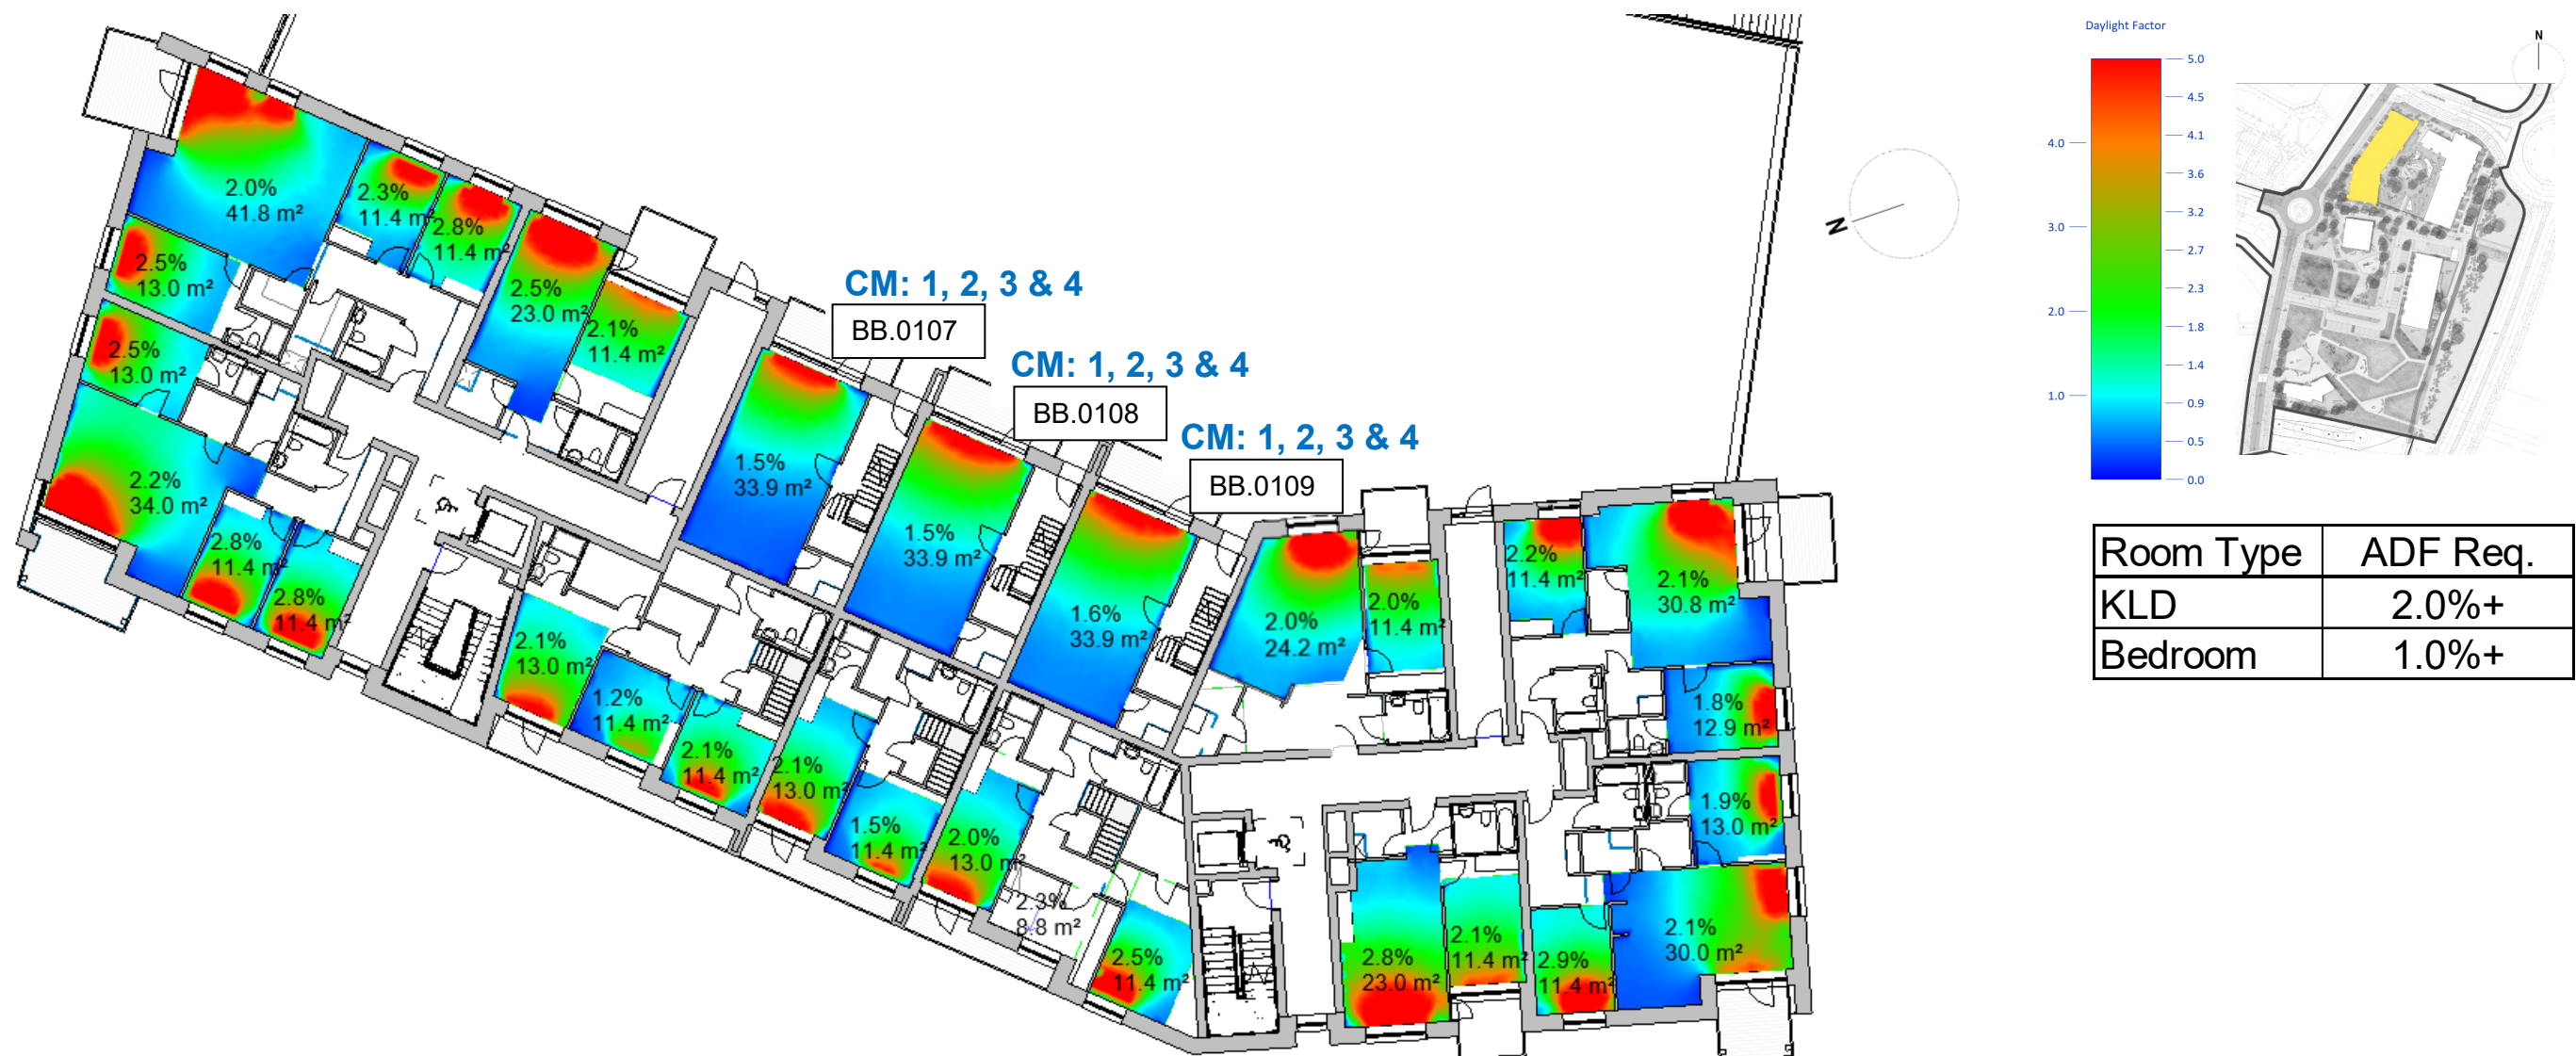 Daylight Factor
5.0
4.5
4.1
4.0
3.6
3.2
3.0
2.7
2.3
2.0
1.8
1.4
1.0
0.9
0.5
0.0
N
N
Room Type ADF Req.
KLD 2.0%+
Bedroom 1.0%+
CM: 1, 2, 3 & 4
BB.0107
CM: 1, 2, 3 & 4
BB.0108
CM: 1, 2, 3 & 4
BB.0109
2.0%
41.8 m²
2.3%
11.4 m²
2.8%
11.4 m²
2.5%
13.0 m²
2.5%
23.0 m²
2.1%
11.4 m²
2.5%
13.0 m²
2.2%
34.0 m²
2.8%
11.4 m²
2.8%
11.4 m²
1.5%
33.9 m²
1.5%
33.9 m²
1.6%
33.9 m²
2.0%
24.2 m²
2.0%
11.4 m²
2.2%
11.4 m²
2.1%
30.8 m²
2.1%
13.0 m²
1.2%
11.4 m²
2.1%
11.4 m²
2.1%
13.0 m²
1.5%
11.4 m²
2.0%
13.0 m²
2.3%
8.8 m²
2.5%
11.4 m²
1.8%
12.9 m²
1.9%
13.0 m²
2.8%
23.0 m²
2.1%
11.4 m²
2.9%
11.4 m²
2.1%
30.0 m²